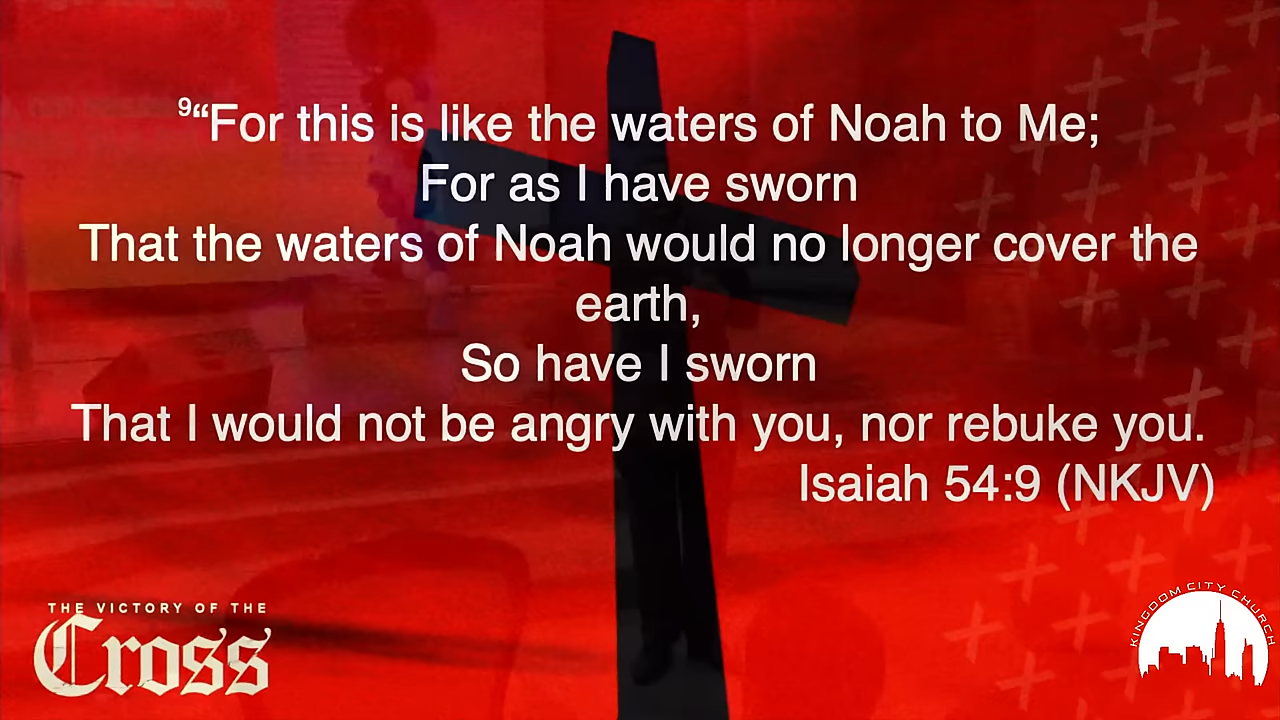 ⁹“For this is like the waters of Noah to Me;
For as I have sworn
That the waters of Noah would no longer cover the
earth,
So have I sworn
That I would not be angry with you, nor rebuke you.
Isaiah 54:9 (NKJV)
THE VICTORY OF THE
Cross
KINGDOM CITY CHURCH